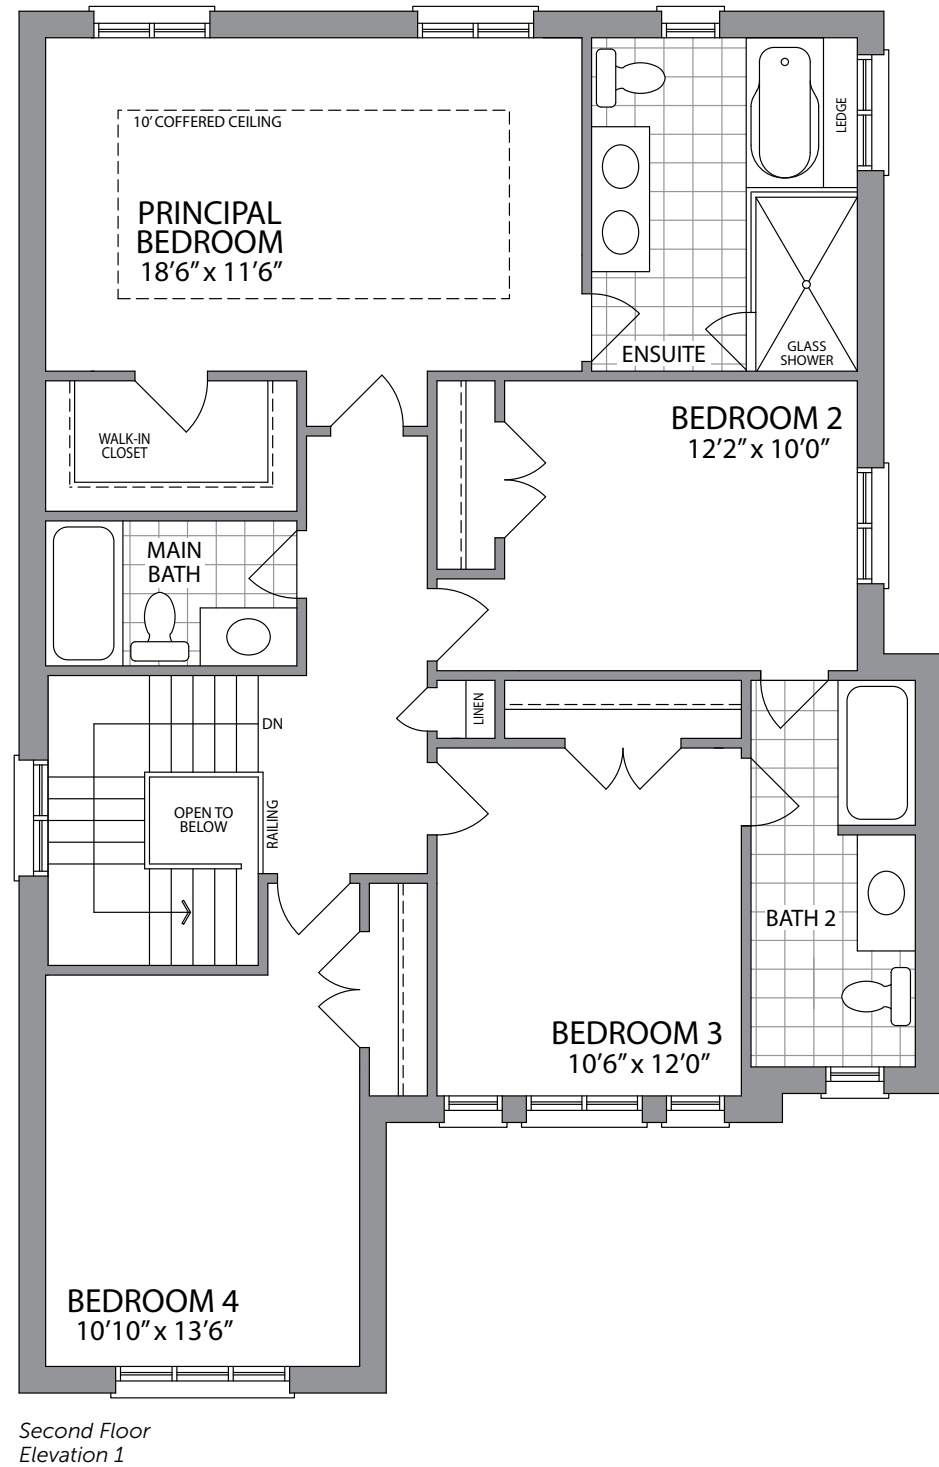 10’ COFFERED CEILING
PRINCIPAL
BEDROOM
18’6” x 11’6”
LEDGE
ENSUITE
GLASS
SHOWER
WALK-IN
CLOSET
BEDROOM 2
12’2” x 10’0”
MAIN
BATH
LINEN
DN
OPEN TO
BELOW
RAILING
BATH 2
BEDROOM 3
10’6” x 12’0”
BEDROOM 4
10’10” x 13’6”
Second Floor
Elevation 1